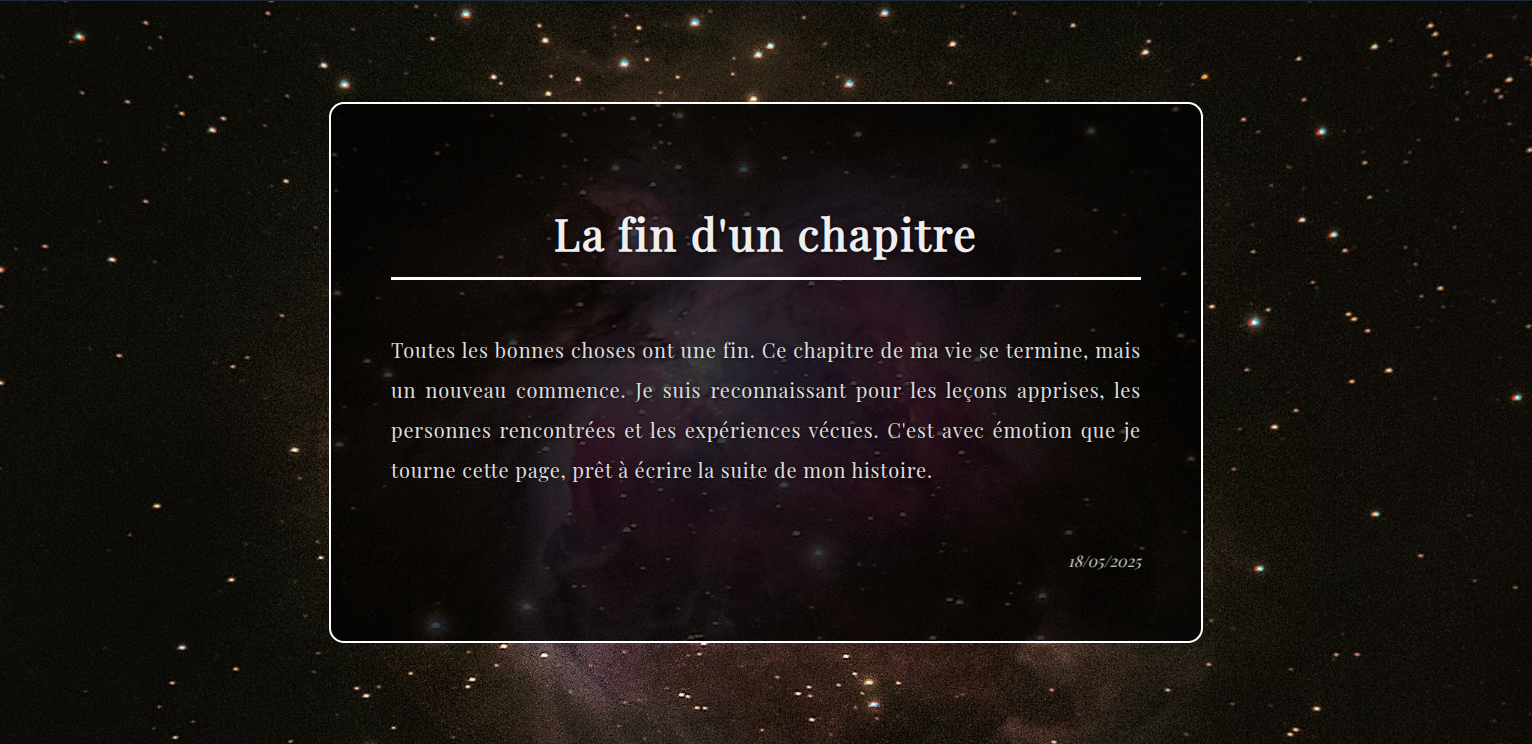 La fin d'un chapitre
Toutes les bonnes choses ont une fin. Ce chapitre de ma vie se termine, mais
un nouveau commence. Je suis reconnaissant pour les leçons apprises, les
personnes rencontrées et les expériences vécues. C'est avec émotion que je
tourne cette page, prêt à écrire la suite de mon histoire.
18/05/2025